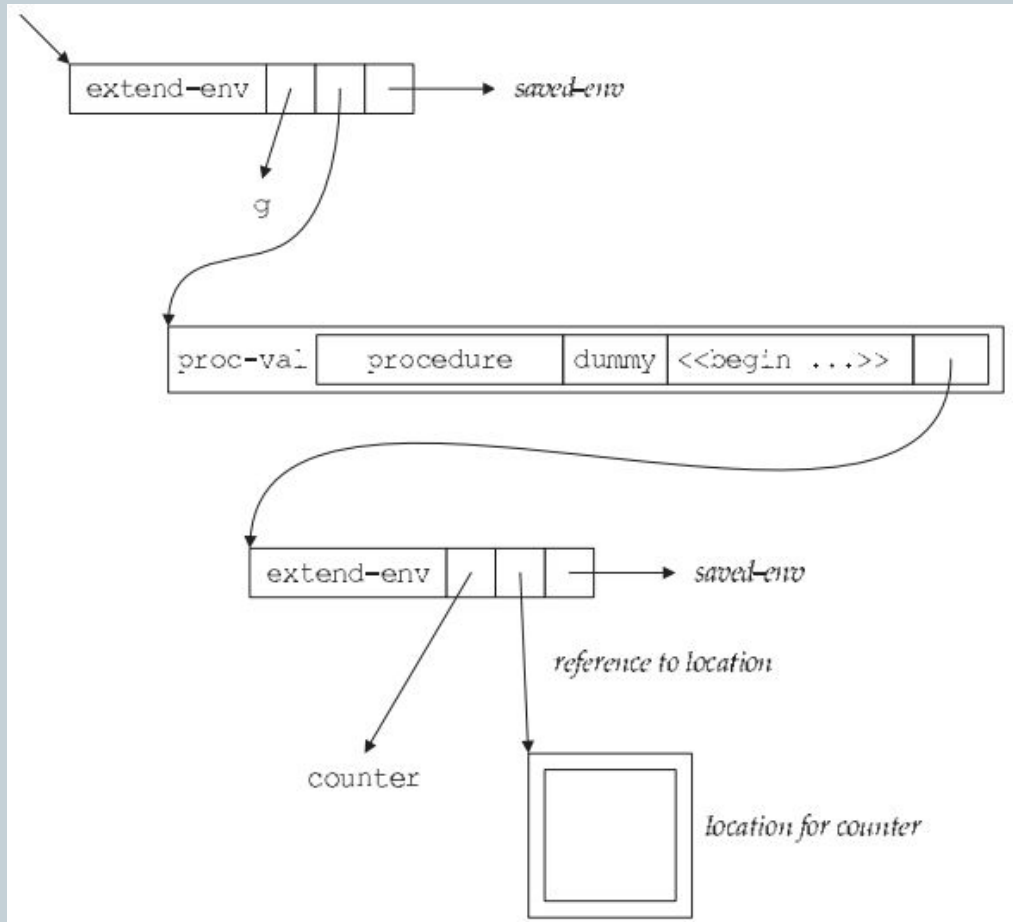 extend-env saved-env
g
proc-val procedure dummy <<begin ...>>
extend-env saved-env
reference to location
counter
location for counter